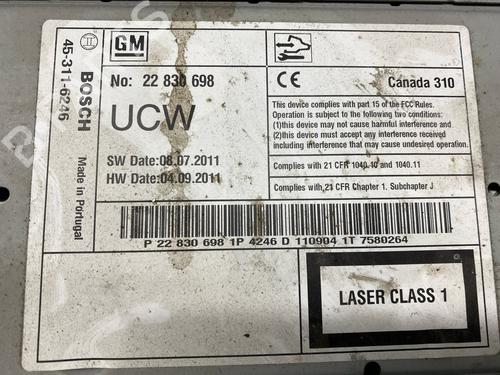 GM
No: 22 830 698
UCW
SW Date:08.07.2011
HW Date:04.09.2011
BOSCH
45-311-6246
Made in Portugal
CE
Canada 310
This device complies with part 15 of the FCC Rules.
Operation is subject to the following two conditions:
(1)this device may not cause harmful interference and
(2)this device must accept any interference received
including interference that may cause undesired operation.
Complies with 21 CFR 1040.10 and 1040.11
Complies with 21 CFR Chapter 1. Subchapter J
P 22 830 698 1P 4246 D 110994 1T 7580264
LASER CLASS 1